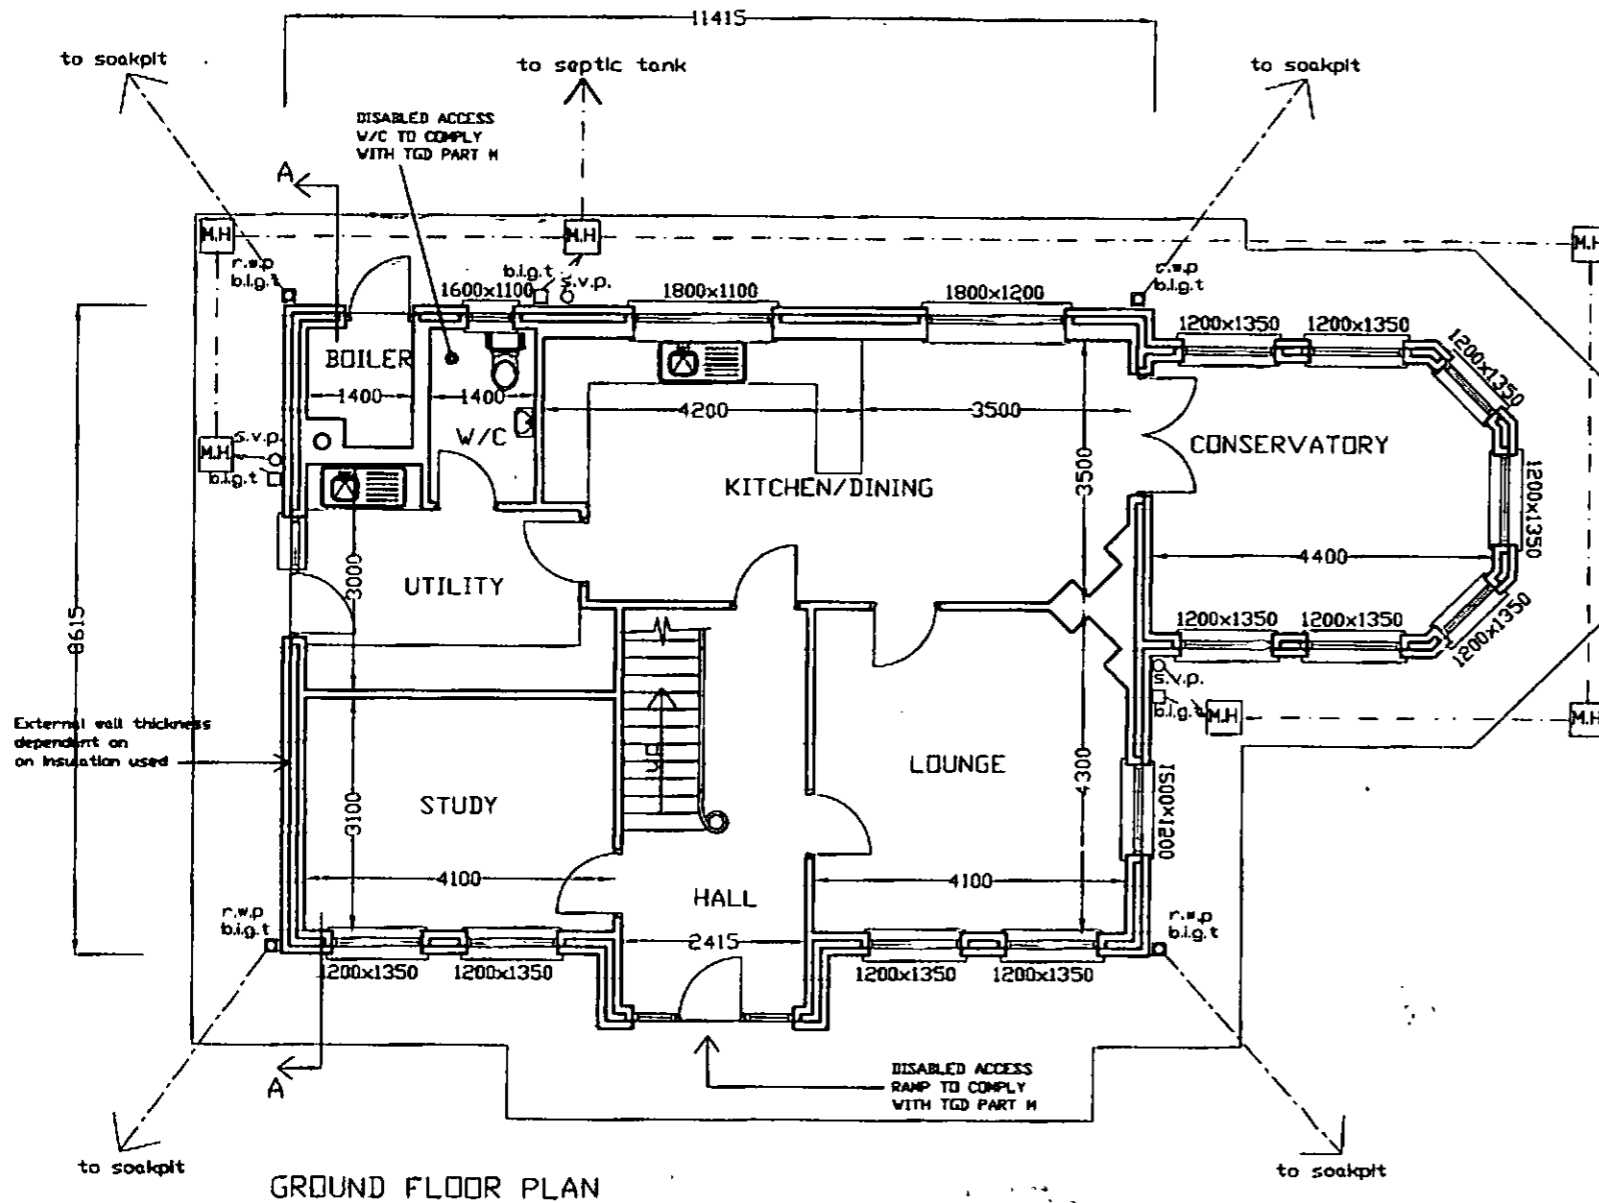 11415
to soakpit
to septic tank
to soakpit
DISABLED ACCESS
W/C TO COMPLY
WITH TGD PART M
A
M.H
M.H
M.H
r.w.p
b.i.g.t
b.i.g.t
s.v.p.
r.w.p
b.i.g.t
1600x1100
1800x1100
1800x1200
1200x1350
1200x1350
1200x1350
BOILER
1400
1400
W/C
4200
3500
CONSERVATORY
s.v.p.
M.H
b.i.g.t
KITCHEN/DINING
3500
1200x1350
4400
3000
UTILITY
8615
1200x1350
1200x1350
1200x1350
s.v.p.
b.i.g.t
M.H
M.H
External wall thickness
dependent on
on insulation used
UP
LOUNGE
STUDY
3100
4300
1500x1200
4100
4100
HALL
r.w.p
b.i.g.t
r.w.p
b.i.g.t
2415
1200x1350
1200x1350
1200x1350
1200x1350
A
DISABLED ACCESS
RAMP TO COMPLY
WITH TGD PART M
to soakpit
to soakpit
GROUND FLOOR PLAN